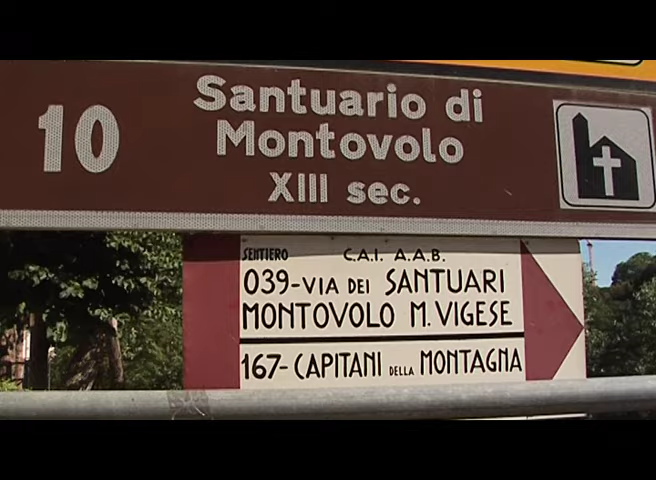 10
Santuario di
Montovolo
XIII sec.
SENTIERO C.A.I. A.A.B.
039-VIA DEI SANTUARI
MONTOVOLO M.VIGESE
167-CAPITANI DELLA MONTAGNA